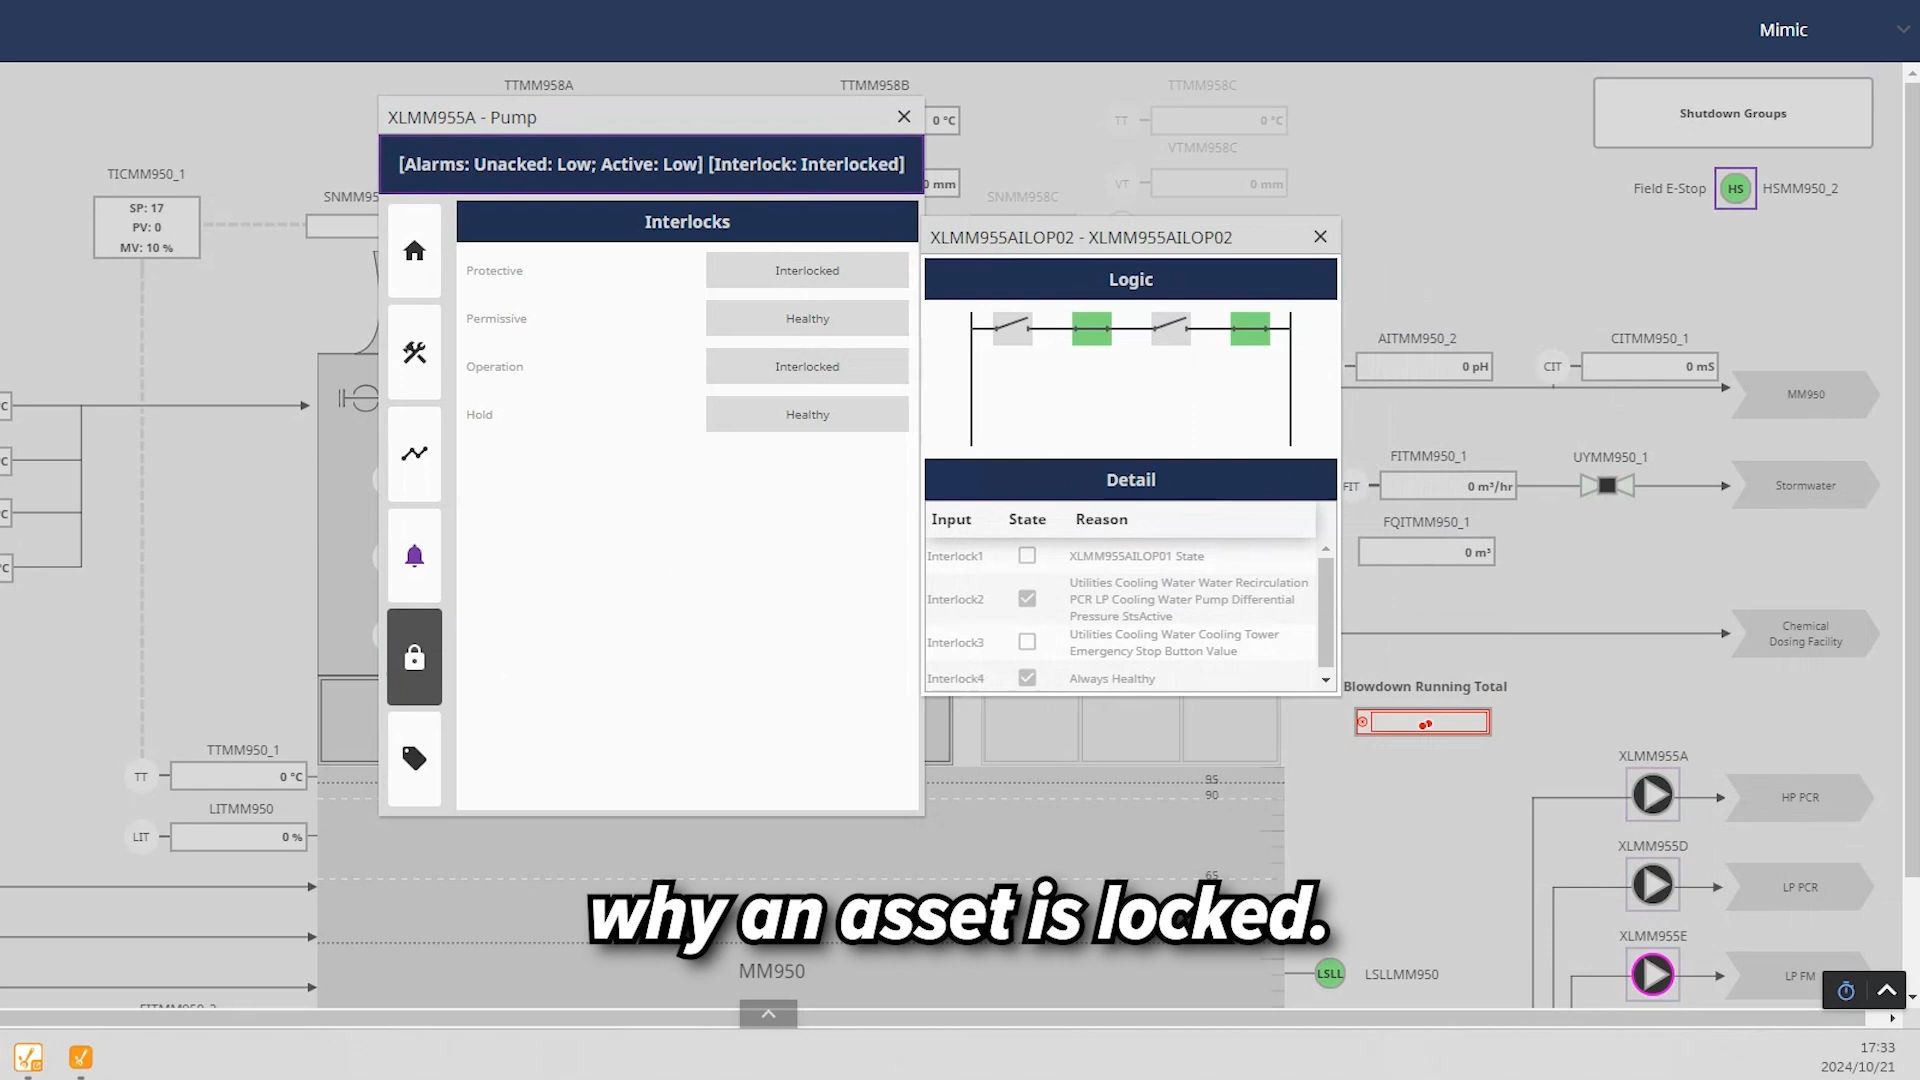 Mimic
TTMM958A
TTMM958B
TTMM958C
XLMM955A - Pump
0 °C
TT
0 °C
Shutdown Groups
[Alarms: Unacked: Low; Active: Low] [Interlock: Interlocked]
VTMM958C
0 mm
VT
0 mm
TICMM950_1
SP: 17
PV: 0
MV: 10 %
SNMM95
SNMM958C
Field E-Stop
HS
HSMM950_2
Interlocks
Protective
Interlocked
Permissive
Healthy
Operation
Interlocked
Hold
Healthy
XLMM955AILOP02 - XLMM955AILOP02
Logic
Detail
Input
State
Reason
Interlock1
XLMM955AILOP01 State
Interlock2
Utilities Cooling Water Water Recirculation
PCR LP Cooling Water Pump Differential
Pressure StsActive
Interlock3
Utilities Cooling Water Cooling Tower
Emergency Stop Button Value
Interlock4
Always Healthy
AITMM950_2
0 pH
CITMM950_1
CIT
0 mS
MM950
FITMM950_1
FIT
0 m³/hr
UYMM950_1
Stormwater
FQITMM950_1
0 m³
Chemical
Dosing Facility
Blowdown Running Total
TTMM950_1
TT
0 °C
LITMM950
LIT
0 %
95
90
65
XLMM955A
HP PCR
XLMM955D
LP PCR
XLMM955E
LP FM
why an asset is locked.
MM950
LSLL
LSLLMM950
17:33
2024/10/21